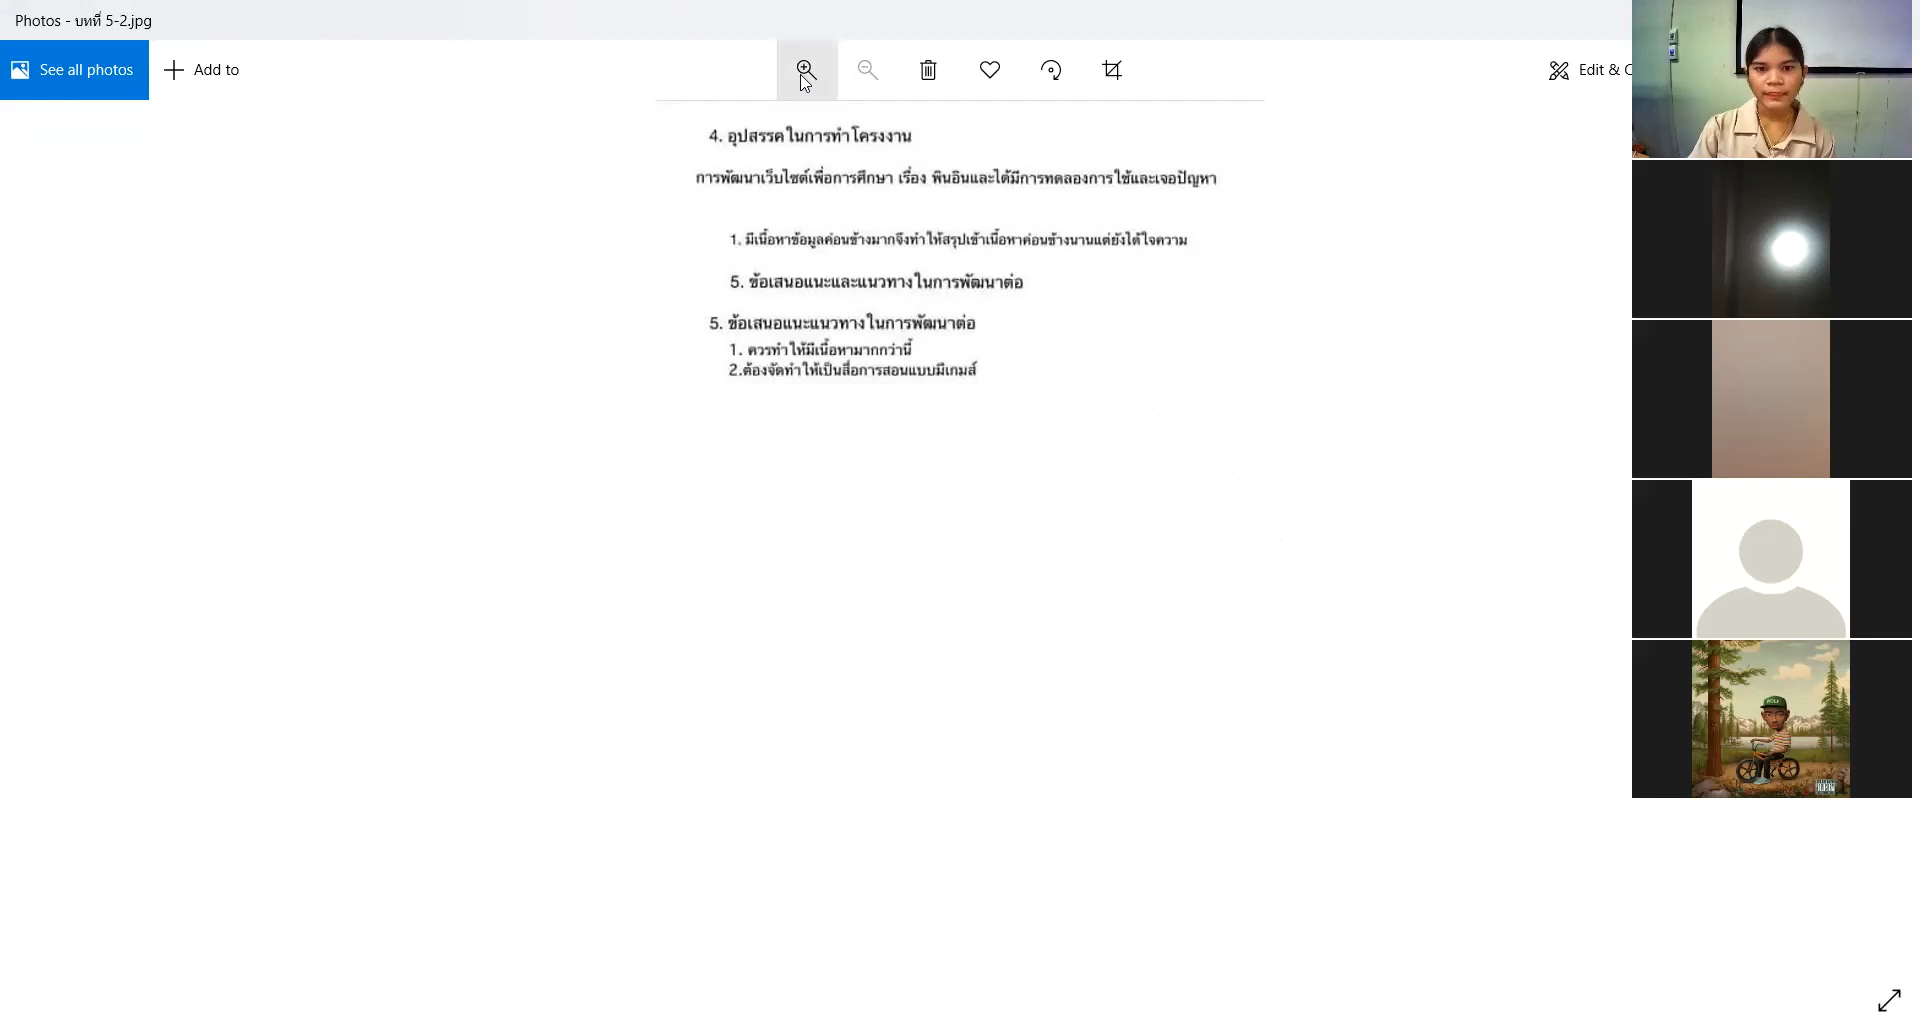 Photos - บทที่ 5-2.jpg
See all photos
Add to
Edit & C
4. อุปสรรคในการทำโครงงาน
การพัฒนาเว็บไซต์เพื่อการศึกษา เรื่อง พินอินและได้มีการทดลองการใช้และเจอปัญหา
1. มีเนื้อหาข้อมูลค่อนข้างมากจึงทำให้สรุปเข้าเนื้อหาค่อนข้างนานแต่ยังได้ใจความ
5. ข้อเสนอแนะและแนวทางในการพัฒนาต่อ
5. ข้อเสนอแนะแนวทางในการพัฒนาต่อ
1. ควรทำให้มีเนื้อหามากกว่านี้
2.ต้องจัดทำให้เป็นสื่อการสอนแบบมีเกมส์